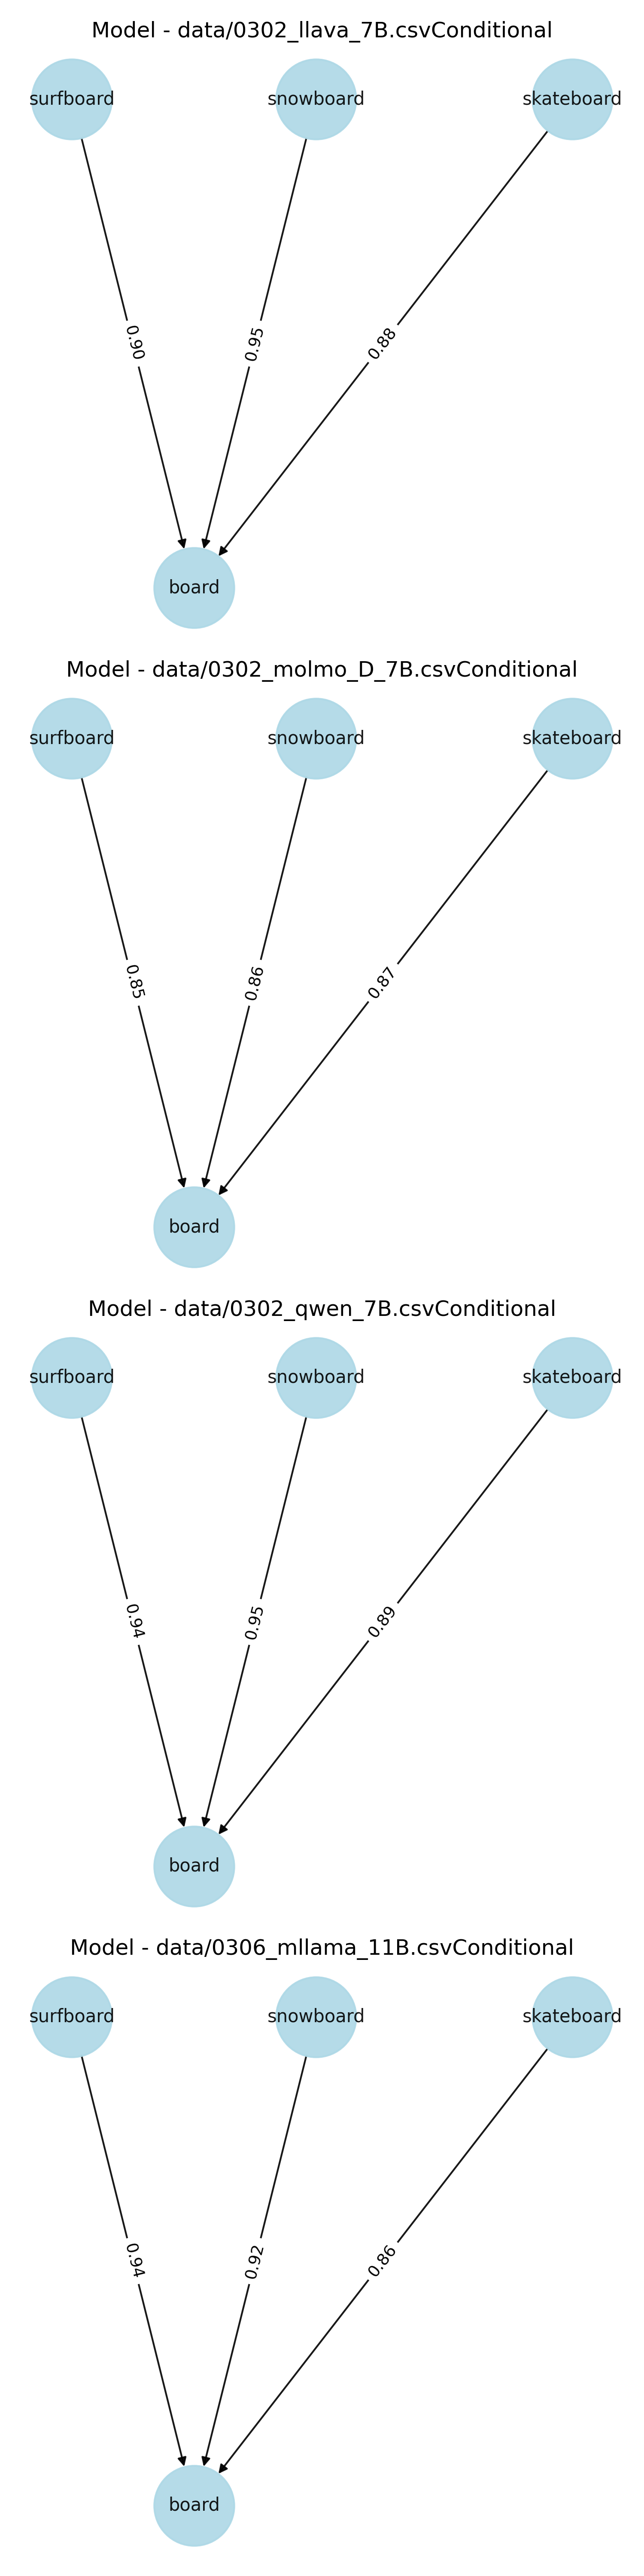 Model - data/0302_llava_7B.csvConditional
surfboard snowboard skateboard
0.90 0.95 0.88
board
Model - data/0302_molmo_D_7B.csvConditional
surfboard snowboard skateboard
0.85 0.86 0.87
board
Model - data/0302_qwen_7B.csvConditional
surfboard snowboard skateboard
0.94 0.95 0.89
board
Model - data/0306_mllama_11B.csvConditional
surfboard snowboard skateboard
0.94 0.92 0.86
board